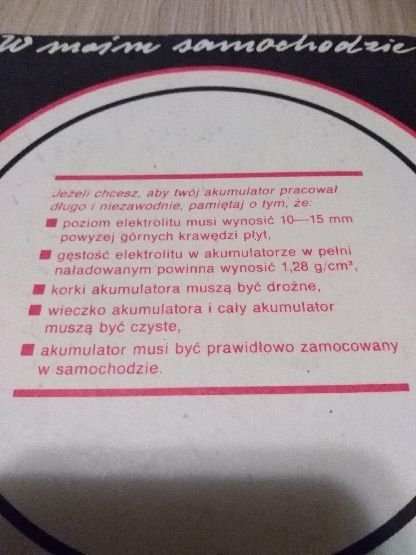 W moim samochodzie
Jeżeli chcesz, aby twój akumulator pracował
długo i niezawodnie, pamiętaj o tym, że:
■ poziom elektrolitu musi wynosić 10—15 mm
powyżej górnych krawędzi płyt,
■ gęstość elektrolitu w akumulatorze w pełni
naładowanym powinna wynosić 1,28 g/cm³,
■ korki akumulatora muszą być drożne,
■ wieczko akumulatora i cały akumulator
muszą być czyste,
■ akumulator musi być prawidłowo zamocowany
w samochodzie.